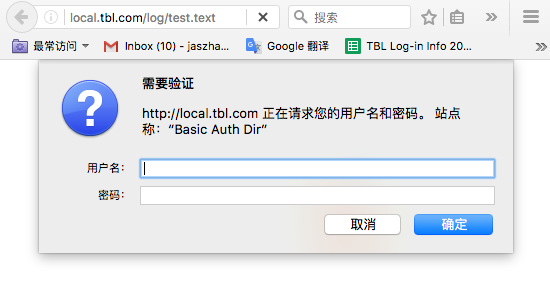 local.tbl.com/log/test.text
搜索
最常访问
Inbox (10) - jaszha...
Google 翻译
TBL Log-in Info 20...
需要验证
http://local.tbl.com 正在请求您的用户名和密码。 站点
称：“Basic Auth Dir”
用户名：
密码：
取消
确定